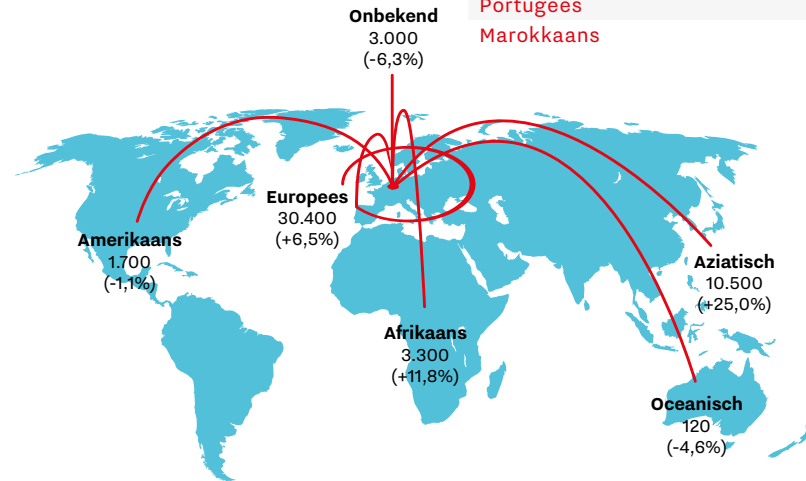 Portugees
Marokkaans
Onbekend
3.000
(-6,3%)
Europees
30.400
(+6,5%)
Amerikaans
1.700
(-1,1%)
Aziatisch
10.500
(+25,0%)
Afrikaans
3.300
(+11,8%)
Oceanisch
120
(-4,6%)